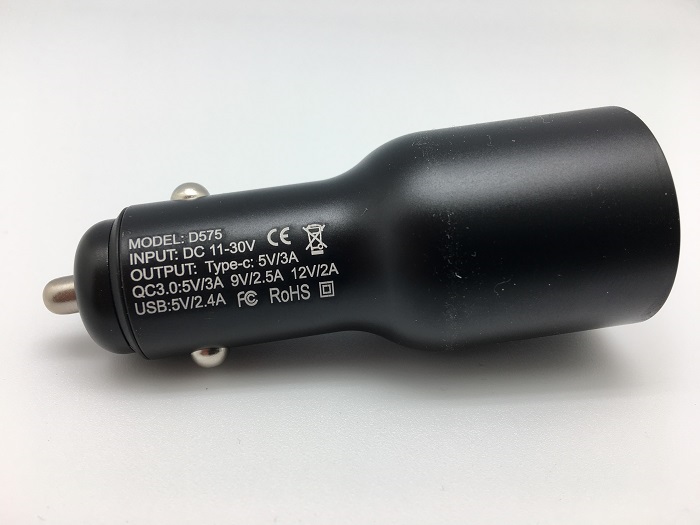 MODEL: D575
INPUT: DC 11-30V CE
OUTPUT: Type-c: 5V/3A
QC3.0:5V/3A 9V/2.5A 12V/2A
USB:5V/2.4A FC RoHS